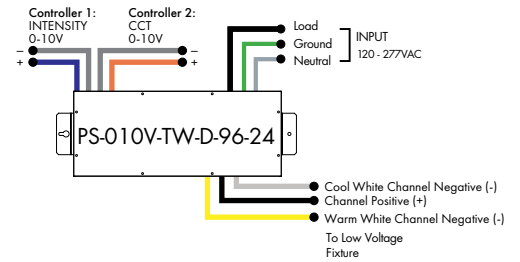 Controller 1:
INTENSITY
0-10V
Controller 2:
CCT
0-10V
–
+
–
+
Load
Ground
Neutral
INPUT
120 - 277VAC
PS-010V-TW-D-96-24
Cool White Channel Negative (-)
Channel Positive (+)
Warm White Channel Negative (-)
To Low Voltage
Fixture